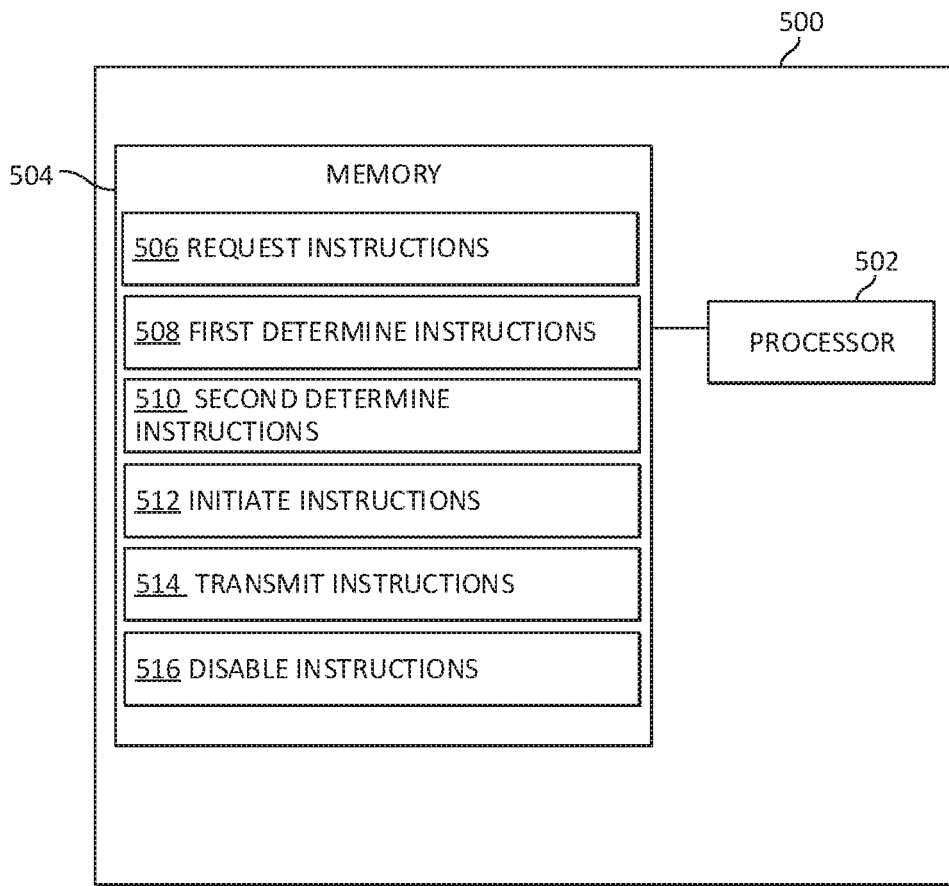 500
504
MEMORY
506 REQUEST INSTRUCTIONS
508 FIRST DETERMINE INSTRUCTIONS
510 SECOND DETERMINE
INSTRUCTIONS
512 INITIATE INSTRUCTIONS
514 TRANSMIT INSTRUCTIONS
516 DISABLE INSTRUCTIONS
502
PROCESSOR